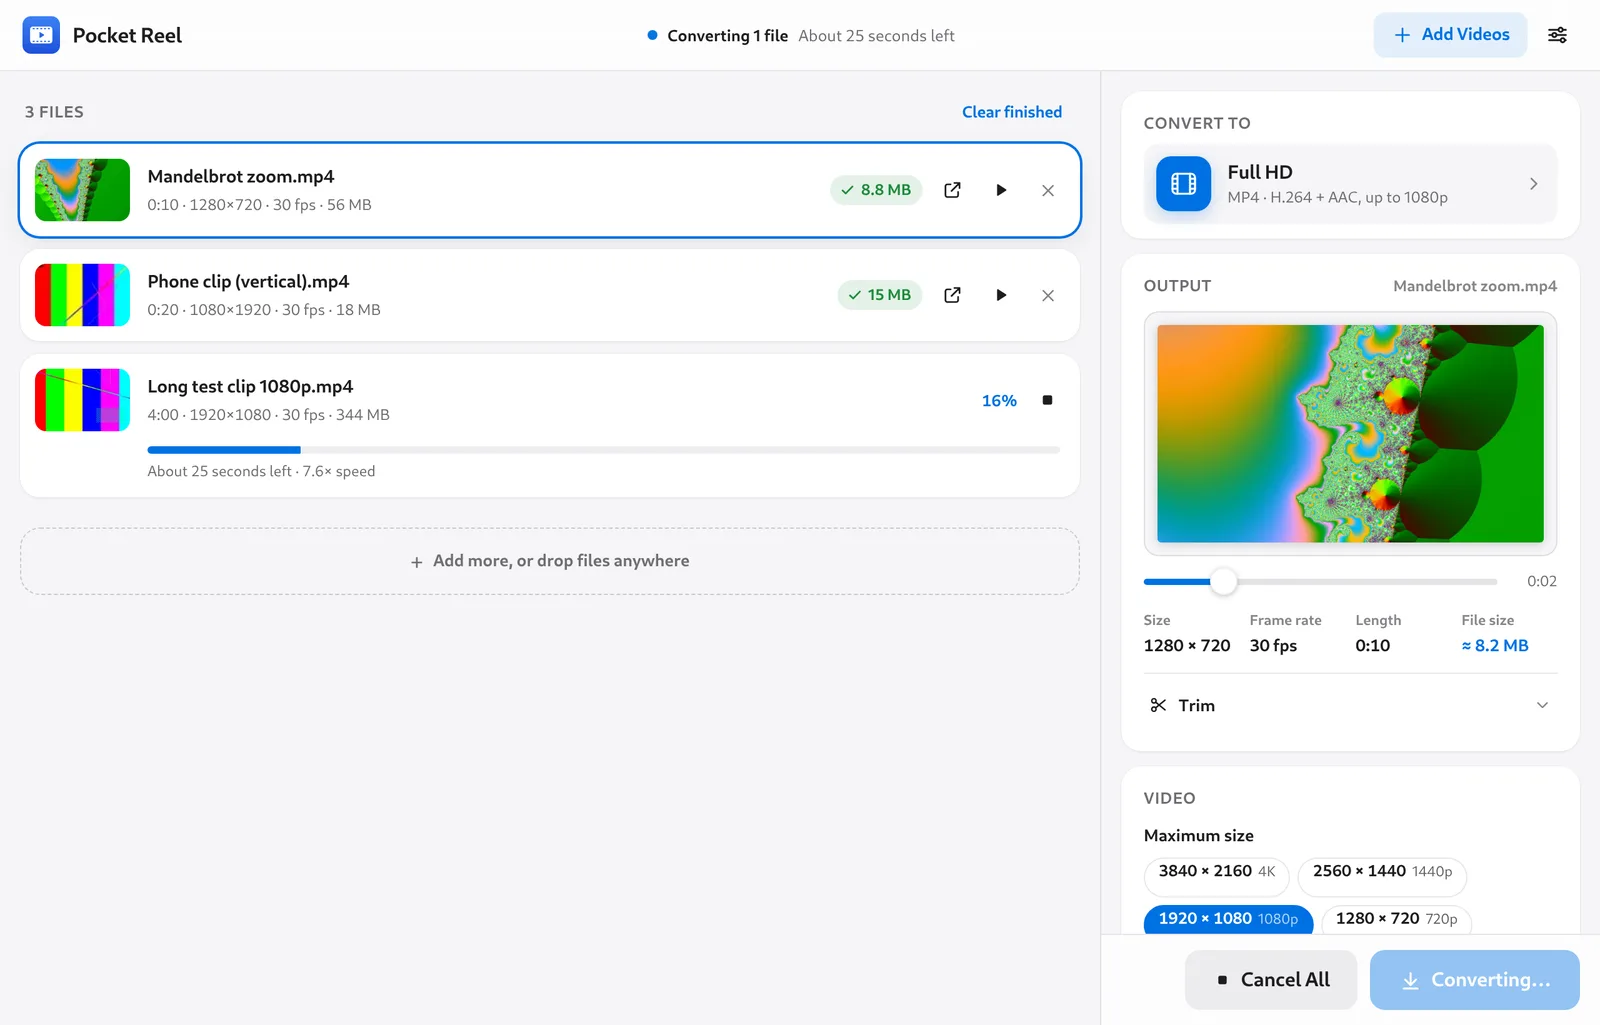 Pocket Reel
Converting 1 file About 25 seconds left
Add Videos
3 FILES
Clear finished
Mandelbrot zoom.mp4
0:10 · 1280×720 · 30 fps · 56 MB
8.8 MB
Phone clip (vertical).mp4
0:20 · 1080×1920 · 30 fps · 18 MB
15 MB
Long test clip 1080p.mp4
4:00 · 1920×1080 · 30 fps · 344 MB
16%
About 25 seconds left · 7.6× speed
Add more, or drop files anywhere
CONVERT TO
Full HD
MP4 · H.264 + AAC, up to 1080p
OUTPUT
Mandelbrot zoom.mp4
0:02
Size Frame rate Length File size
1280 × 720 30 fps 0:10 ≈ 8.2 MB
Trim
VIDEO
Maximum size
3840 × 2160 4K 2560 × 1440 1440p
1920 × 1080 1080p 1280 × 720 720p
Cancel All
Converting...